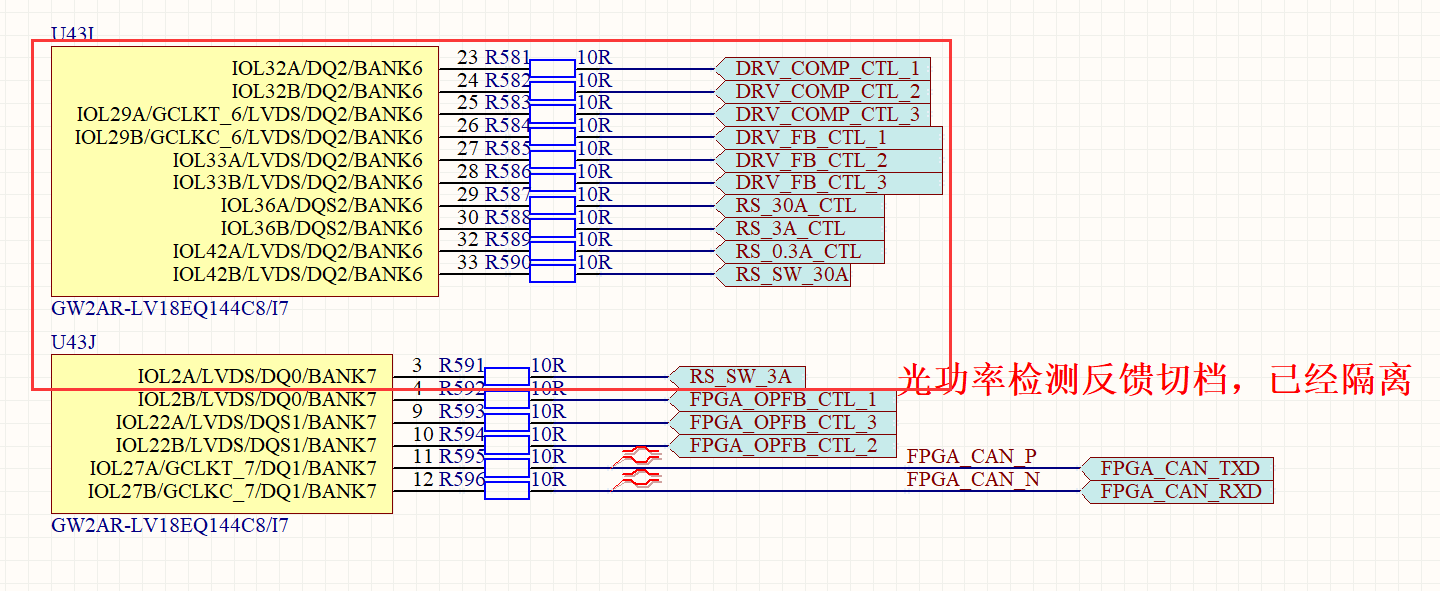 U43I
IOL32A/DQ2/BANK6 23 R581 10R DRV_COMP_CTL_1
IOL32B/DQ2/BANK6 24 R582 10R DRV_COMP_CTL_2
IOL29A/GCLKT_6/LVDS/DQ2/BANK6 25 R583 10R DRV_COMP_CTL_3
IOL29B/GCLKC_6/LVDS/DQ2/BANK6 26 R584 10R DRV_FB_CTL_1
IOL33A/LVDS/DQ2/BANK6 27 R585 10R DRV_FB_CTL_2
IOL33B/LVDS/DQ2/BANK6 28 R586 10R DRV_FB_CTL_3
IOL36A/DQS2/BANK6 29 R587 10R RS_30A_CTL
IOL36B/DQS2/BANK6 30 R588 10R RS_3A_CTL
IOL42A/LVDS/DQ2/BANK6 32 R589 10R RS_0.3A_CTL
IOL42B/LVDS/DQ2/BANK6 33 R590 10R RS_SW_30A
GW2AR-LV18EQ144C8/I7
U43J
IOL2A/LVDS/DQ0/BANK7 3 R591 10R RS_SW_3A
光功率检测反馈切档，已经隔离
IOL2B/LVDS/DQ0/BANK7 4 R592 10R FPGA_OPFB_CTL_1
IOL22A/LVDS/DQS1/BANK7 9 R593 10R FPGA_OPFB_CTL_3
IOL22B/LVDS/DQS1/BANK7 10 R594 10R FPGA_OPFB_CTL_2
IOL27A/GCLKT_7/DQ1/BANK7 11 R595 10R FPGA_CAN_P FPGA_CAN_TXD
IOL27B/GCLKC_7/DQ1/BANK7 12 R596 10R FPGA_CAN_N FPGA_CAN_RXD
GW2AR-LV18EQ144C8/I7